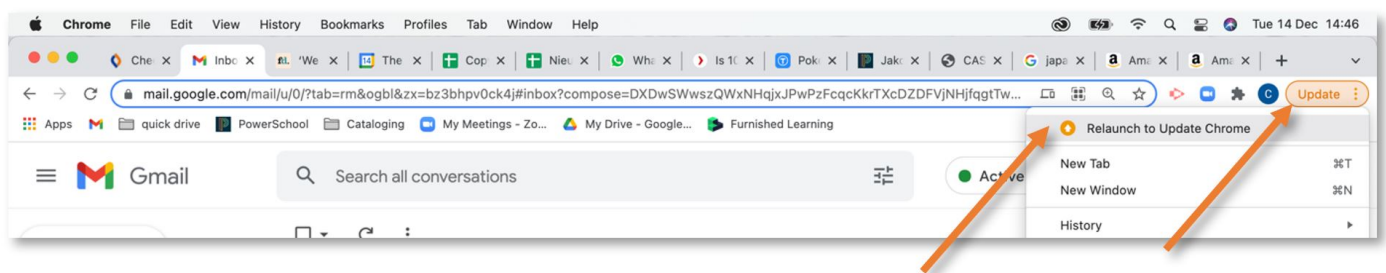 Chrome File Edit View History Bookmarks Profiles Tab Window Help Tue 14 Dec 14:46
Che Inbo 'We The Cop Nieu Wha Is 1( Poke Jako CAS japa Ama Ama
mail.google.com/mail/u/0/?tab=rm&ogbl&zx=bz3bhpv0ck4j#inbox?compose=DXDwSWwszQWxNHqjxJPwPzFcqcKkrTXcDZDFVjNHjfqgtTw... C Update
Apps quick drive PowerSchool Cataloging My Meetings - Zo... My Drive - Google... Furnished Learning
Relaunch to Update Chrome
New Tab ⌘T
New Window ⌘N
History
Gmail Search all conversations Active